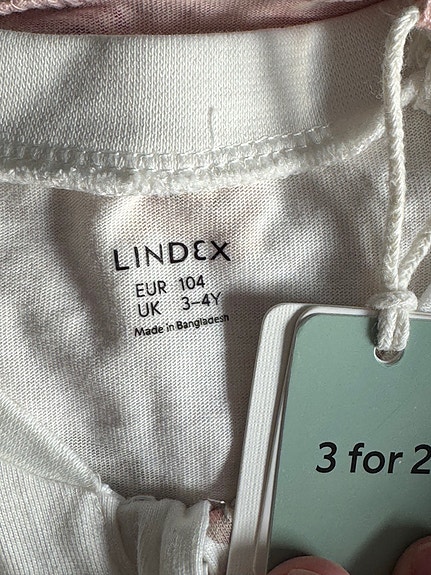 LINDEX
EUR 104
UK 3-4Y
Made in Bangladesh
3 for 2